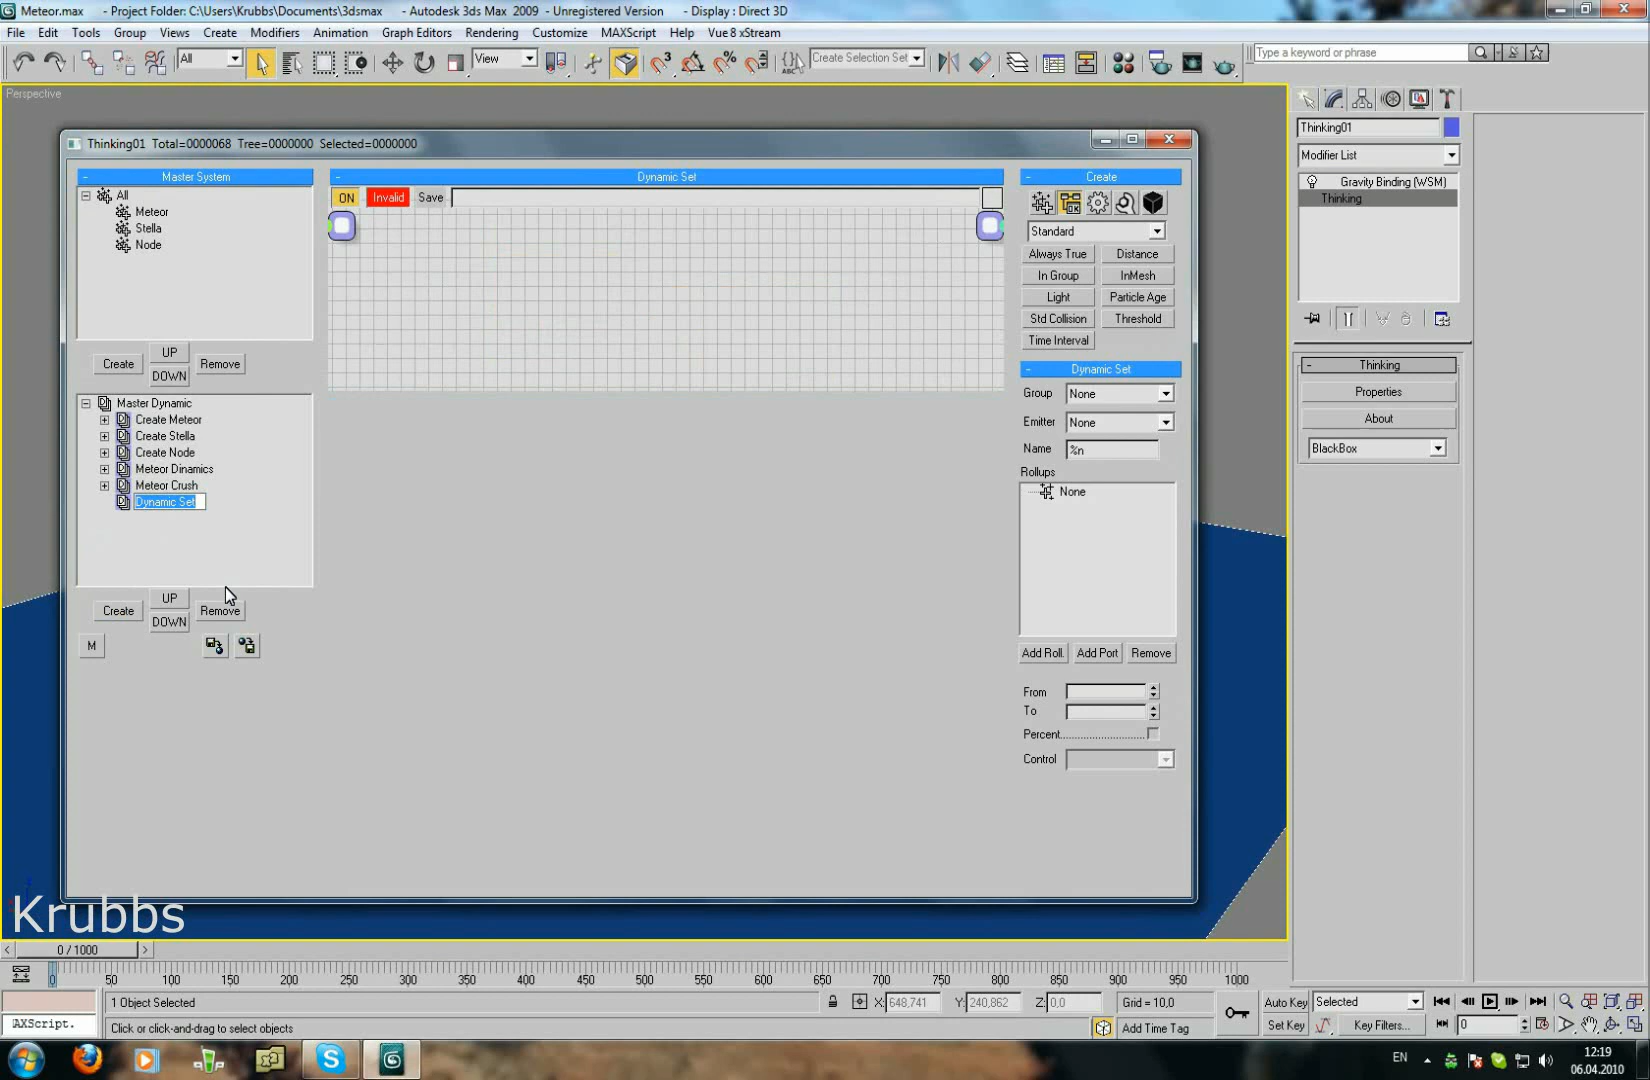 Meteor.max - Project Folder: C:\Users\Krubbs\Documents\3dsmax - Autodesk 3ds Max 2009 - Unregistered Version - Display : Direct 3D
File Edit Tools Group Views Create Modifiers Animation Graph Editors Rendering Customize MAXScript Help Vue 8 xStream
All View Create Selection Set Type a keyword or phrase
Perspective
Thinking01 Total=0000068 Tree=0000000 Selected=0000000
Master System
All
Meteor
Stella
Node
Create UP DOWN Remove
Master Dynamic
Create Meteor
Create Stella
Create Node
Meteor Dinamics
Meteor Crush
Dynamic Set
Create UP DOWN Remove
M
Dynamic Set
ON Invalid Save
Create
Standard
Always True Distance
In Group InMesh
Light Particle Age
Std Collision Threshold
Time Interval
Dynamic Set
Group None
Emitter None
Name %n
Rollups
None
Add Roll. Add Port Remove
From
To
Percent
Control
Thinking01
Modifier List
Gravity Binding (WSM)
Thinking
Thinking
Properties
About
BlackBox
Krubbs
0 / 1000
50 100 150 200 250 300 350 400 450 500 550 600 650 700 750 800 850 900 950 1000
1 Object Selected X: 648,741 Y: 240,862 Z: 0,0 Grid = 10,0 Auto Key Selected
AXScript. Click or click-and-drag to select objects Add Time Tag Set Key Key Filters... 0
EN 12:19
06.04.2010